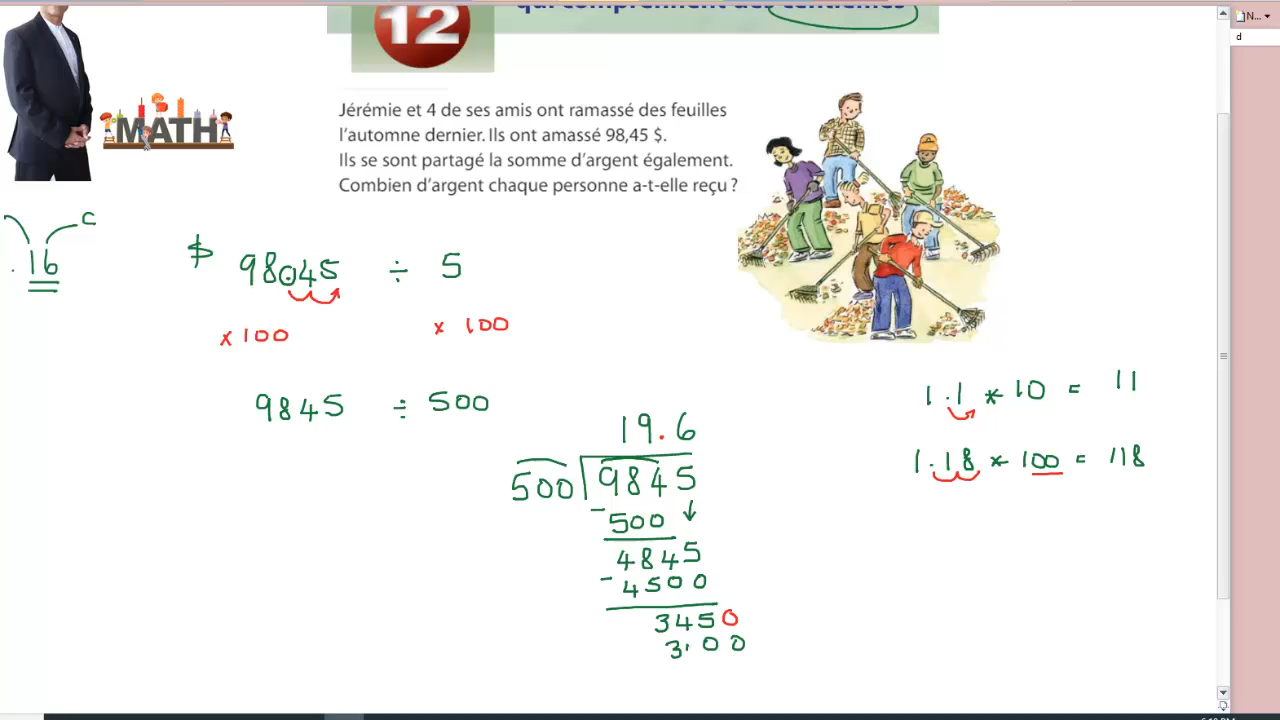 12
MATH
Jérémie et 4 de ses amis ont ramassé des feuilles
l'automne dernier. Ils ont amassé 98,45 $.
Ils se sont partagé la somme d'argent également.
Combien d'argent chaque personne a-t-elle reçu ?
N...
d
C
.16
$ 98.45 ÷ 5
x 100 x 100
9845 ÷ 500
19.6
500 9845
- 500
4845
- 4500
3450
3000
1.1 * 10 = 11
1.18 * 100 = 118